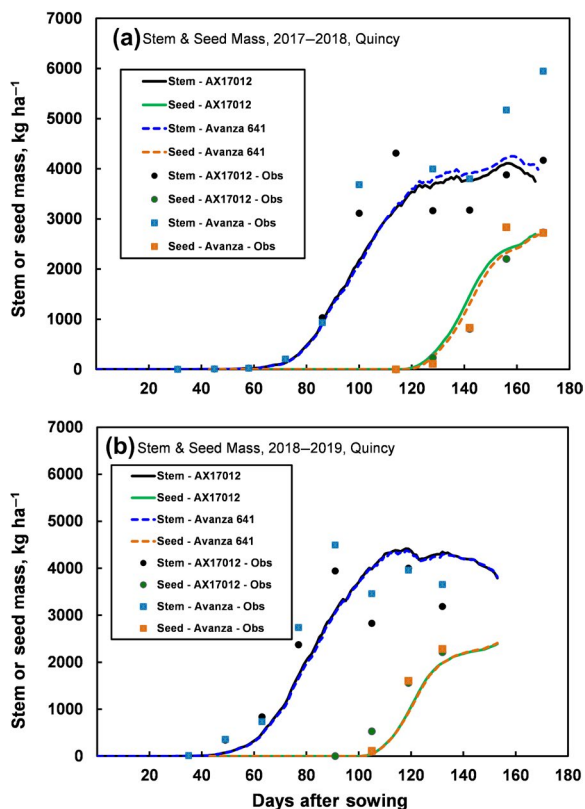 (a) Stem & Seed Mass, 2017–2018, Quincy
7000
6000
5000
4000
3000
2000
1000
0
Stem or seed mass, kg ha⁻¹
Stem - AX17012
Seed - AX17012
Stem - Avanza 641
Seed - Avanza 641
Stem - AX17012 - Obs
Seed - AX17012 - Obs
Stem - Avanza - Obs
Seed - Avanza - Obs
20 40 60 80 100 120 140 160 180
(b) Stem & Seed Mass, 2018–2019, Quincy
7000
6000
5000
4000
3000
2000
1000
0
Stem or seed mass, kg ha⁻¹
Stem - AX17012
Seed - AX17012
Stem - Avanza 641
Seed - Avanza 641
Stem - AX17012 - Obs
Seed - AX17012 - Obs
Stem - Avanza - Obs
Seed - Avanza - Obs
20 40 60 80 100 120 140 160 180
Days after sowing